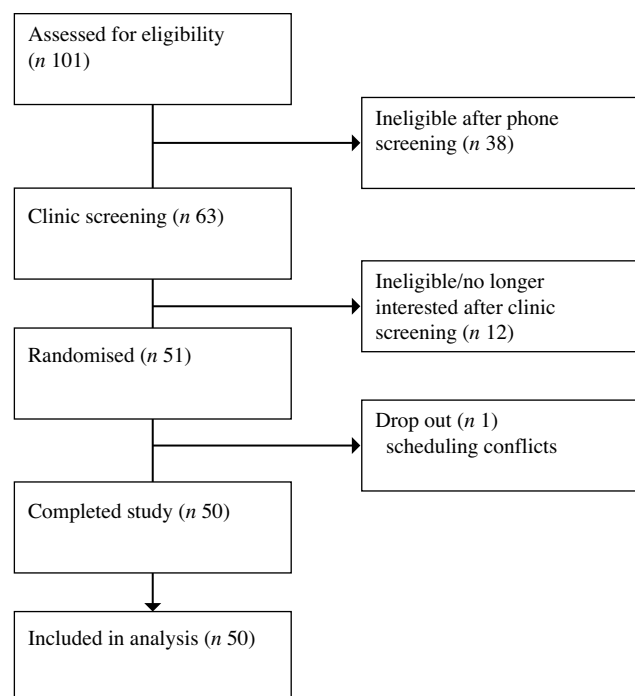 Assessed for eligibility
(n 101)
Ineligible after phone
screening (n 38)
Clinic screening (n 63)
Ineligible/no longer
interested after clinic
screening (n 12)
Randomised (n 51)
Drop out (n 1)
scheduling conflicts
Completed study (n 50)
Included in analysis (n 50)